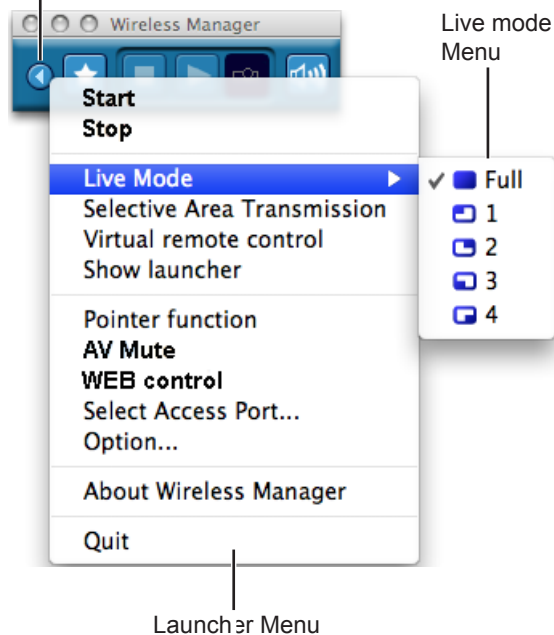 Wireless Manager
Live mode
Menu
Start
Stop
Live Mode
Selective Area Transmission
Virtual remote control
Show launcher
Pointer function
AV Mute
WEB control
Select Access Port...
Option...
About Wireless Manager
Quit
Full
1
2
3
4
Launcher Menu